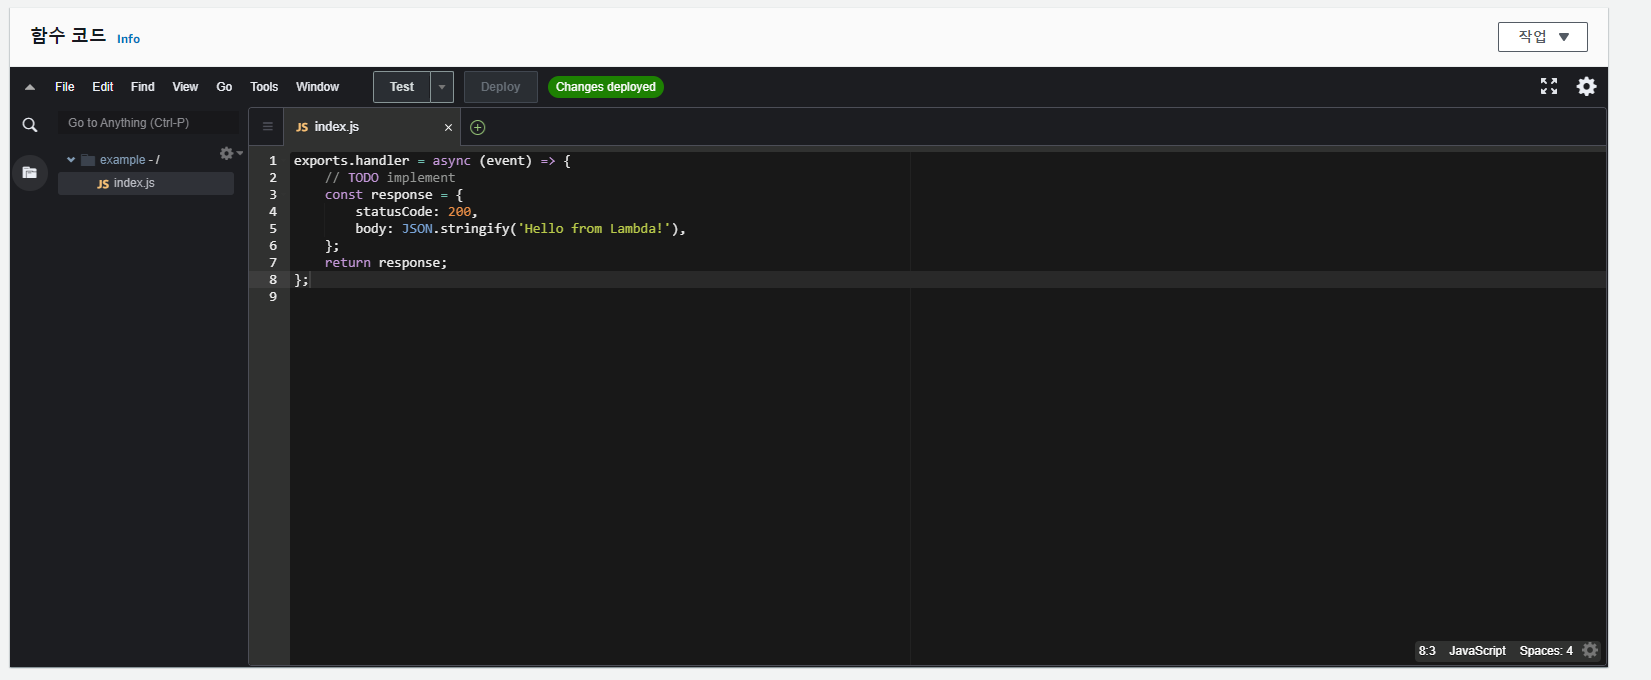 함수 코드 Info
작업
File Edit Find View Go Tools Window Test Deploy Changes deployed
Go to Anything (Ctrl-P)
example - /
JS index.js
JS index.js ×
1 exports.handler = async (event) => {
2     // TODO implement
3     const response = {
4         statusCode: 200,
5         body: JSON.stringify('Hello from Lambda!'),
6     };
7     return response;
8 };
9
8:3 JavaScript Spaces: 4